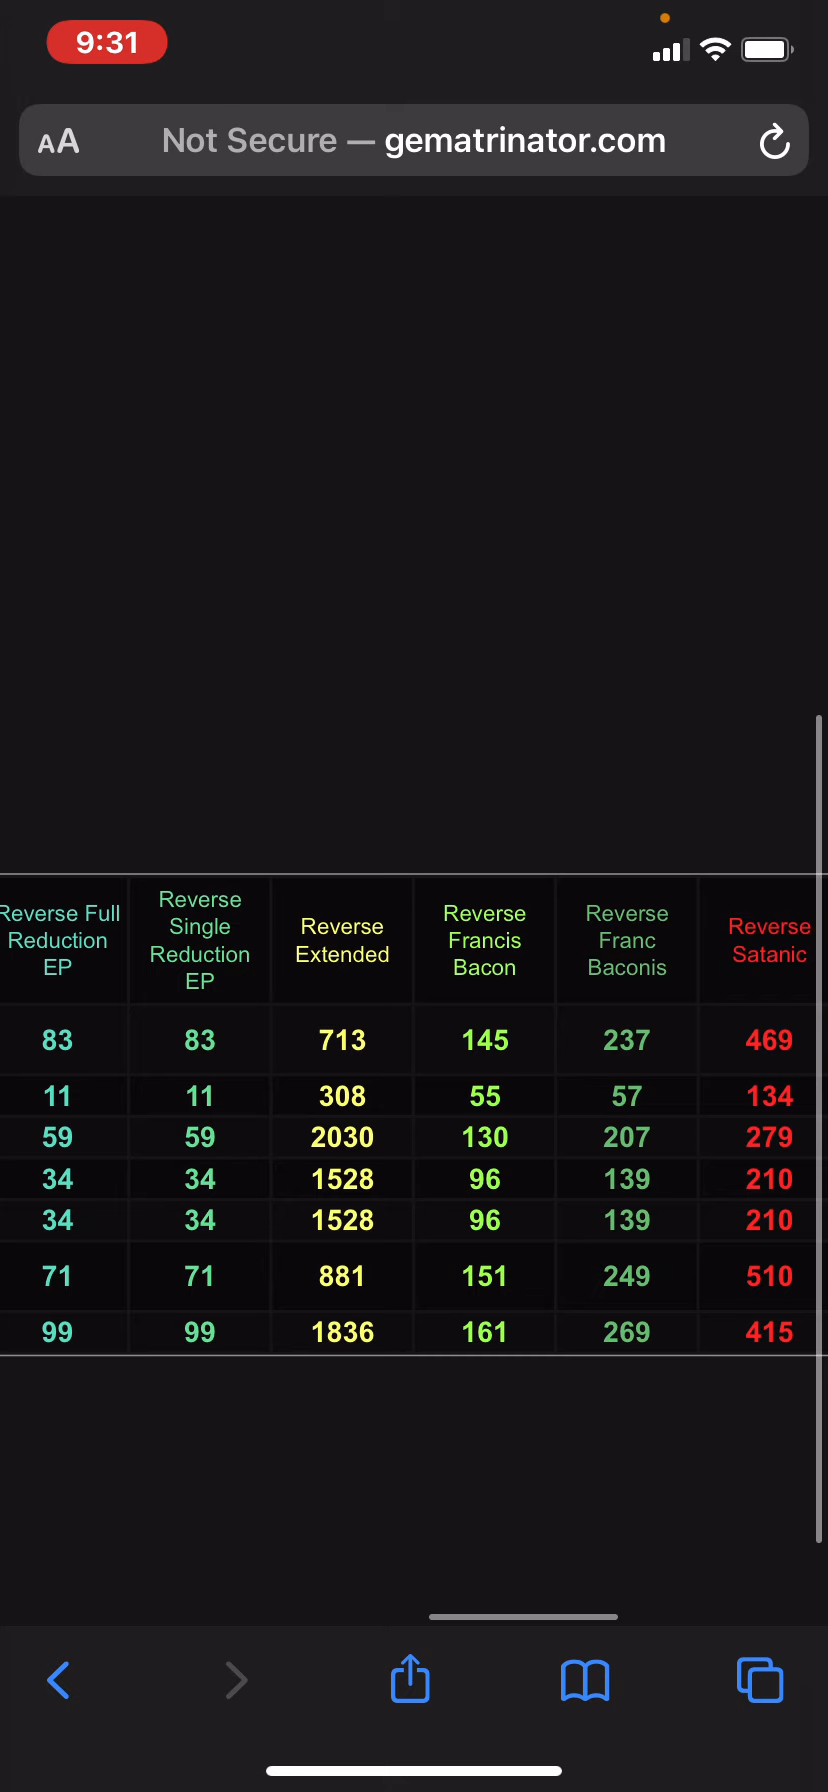 9:31
AA Not Secure — gematrinator.com
Reverse Full Reduction EP Reverse Single Reduction EP Reverse Extended Reverse Francis Bacon Reverse Franc Baconis Reverse Satanic
83 83 713 145 237 469
11 11 308 55 57 134
59 59 2030 130 207 279
34 34 1528 96 139 210
34 34 1528 96 139 210
71 71 881 151 249 510
99 99 1836 161 269 415